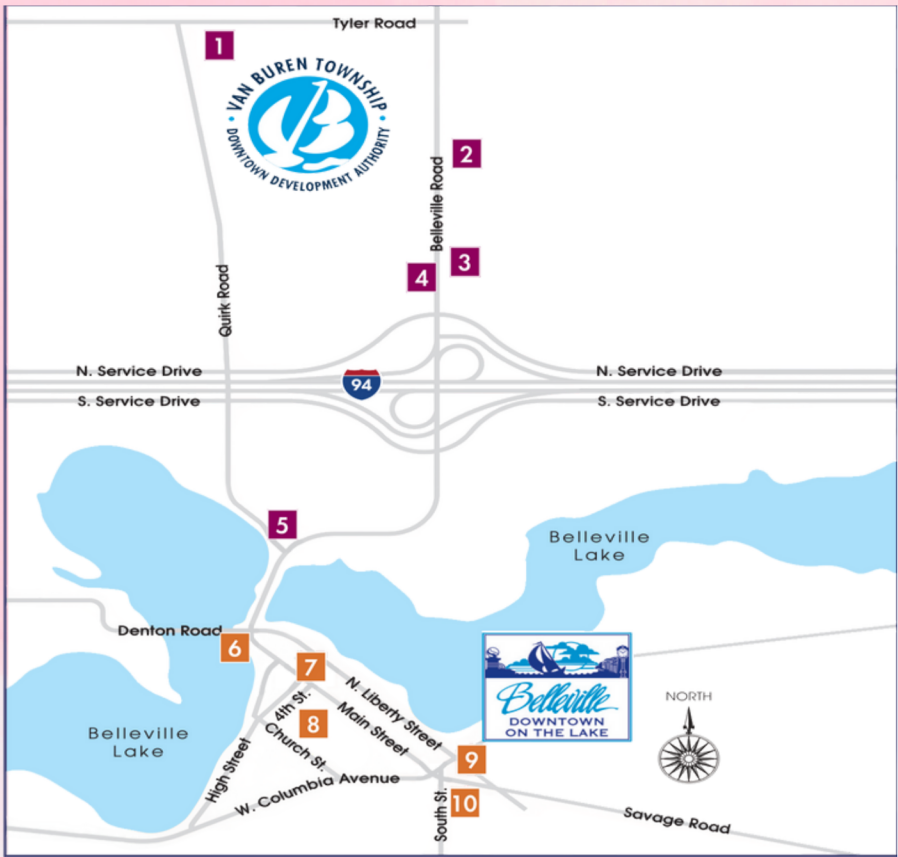 Tyler Road
1
VAN BUREN TOWNSHIP
DOWNTOWN DEVELOPMENT AUTHORITY
2
Belleville Road
3
4
Quirk Road
N. Service Drive
N. Service Drive
94
S. Service Drive
S. Service Drive
5
Belleville
Lake
Denton Road
6
7
N. Liberty Street
4th St.
8
Main Street
Church St.
High Street
Belleville
Lake
W. Columbia Avenue
Belleville
DOWNTOWN
ON THE LAKE
NORTH
9
10
South St.
Savage Road